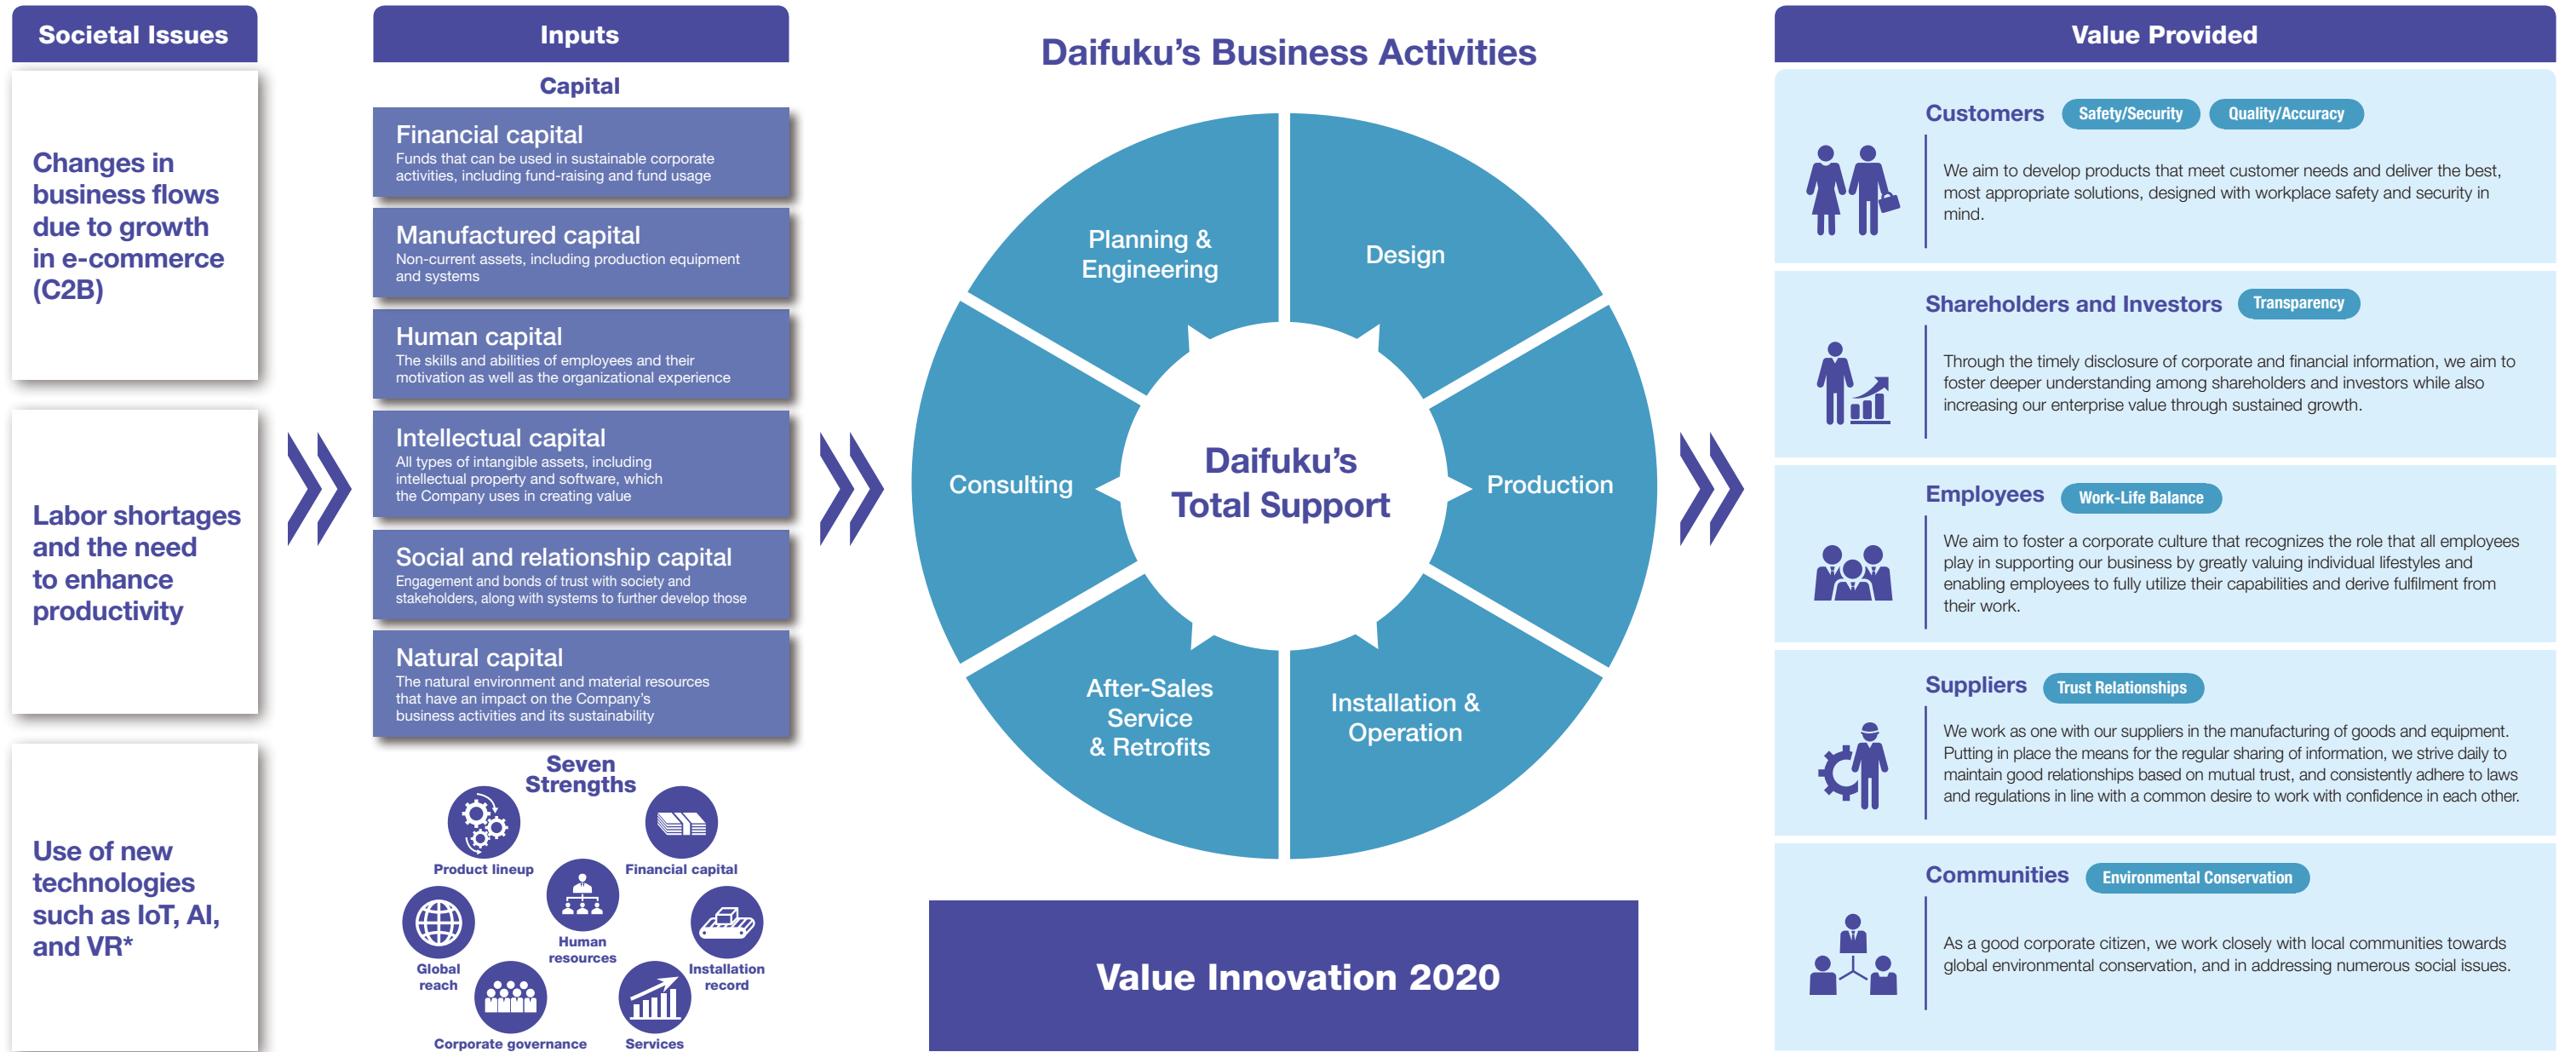 Societal Issues
Changes in
business flows
due to growth
in e-commerce
(C2B)
Labor shortages
and the need
to enhance
productivity
Use of new
technologies
such as IoT, AI,
and VR*
Inputs
Capital
Financial capital
Funds that can be used in sustainable corporate
activities, including fund-raising and fund usage
Manufactured capital
Non-current assets, including production equipment
and systems
Human capital
The skills and abilities of employees and their
motivation as well as the organizational experience
Intellectual capital
All types of intangible assets, including
intellectual property and software, which
the Company uses in creating value
Social and relationship capital
Engagement and bonds of trust with society and
stakeholders, along with systems to further develop those
Natural capital
The natural environment and material resources
that have an impact on the Company's
business activities and its sustainability
Seven
Strengths
Product lineup
Financial capital
Human
resources
Global
reach
Installation
record
Corporate governance
Services
Daifuku's Business Activities
Planning &
Engineering
Design
Consulting
Daifuku's
Total Support
Production
After-Sales
Service
& Retrofits
Installation &
Operation
Value Innovation 2020
Value Provided
Customers
Safety/Security
Quality/Accuracy
We aim to develop products that meet customer needs and deliver the best,
most appropriate solutions, designed with workplace safety and security in
mind.
Shareholders and Investors
Transparency
Through the timely disclosure of corporate and financial information, we aim to
foster deeper understanding among shareholders and investors while also
increasing our enterprise value through sustained growth.
Employees
Work-Life Balance
We aim to foster a corporate culture that recognizes the role that all employees
play in supporting our business by greatly valuing individual lifestyles and
enabling employees to fully utilize their capabilities and derive fulfilment from
their work.
Suppliers
Trust Relationships
We work as one with our suppliers in the manufacturing of goods and equipment.
Putting in place the means for the regular sharing of information, we strive daily to
maintain good relationships based on mutual trust, and consistently adhere to laws
and regulations in line with a common desire to work with confidence in each other.
Communities
Environmental Conservation
As a good corporate citizen, we work closely with local communities towards
global environmental conservation, and in addressing numerous social issues.